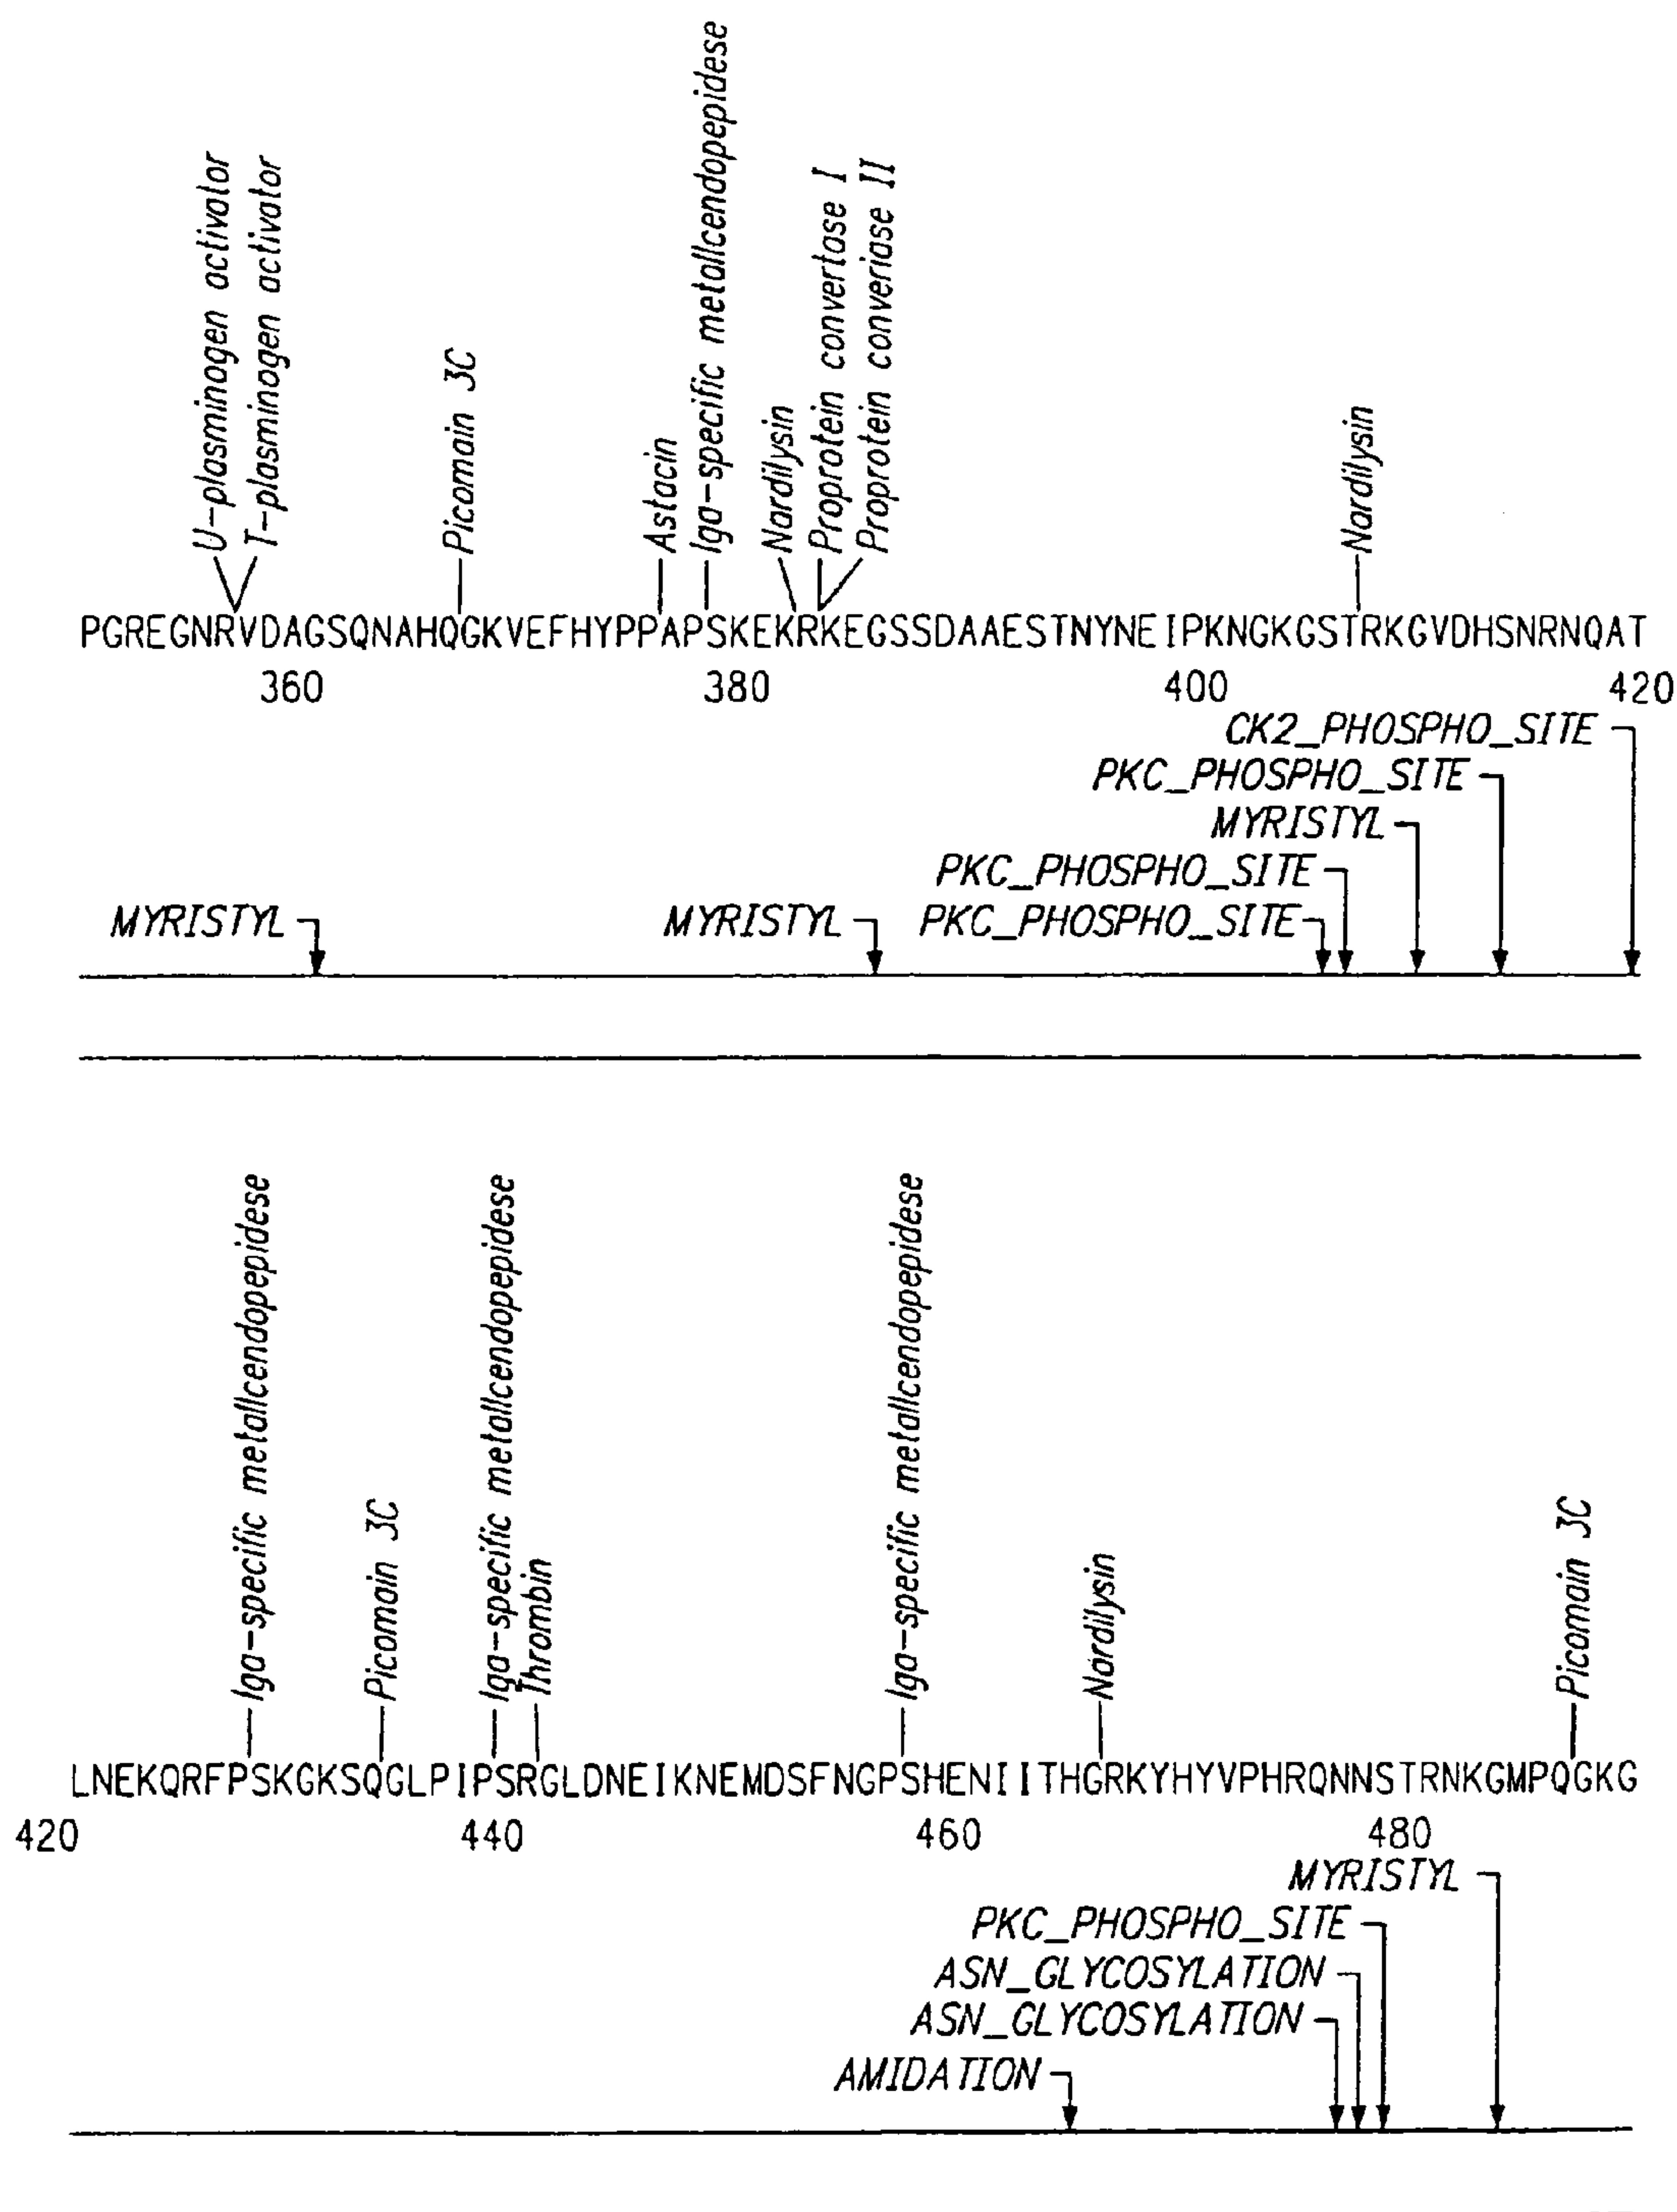 U-plasminogen activator
T-plasminogen activator
Picomain 3C
Astacin
Iga-specific metallcendopepidese
Nardilysin
Proprotein convertase I
Proprotein converiase II
Nardilysin
PGREGNRVDAGSQNAHQGKVEFHYPPAPSKEKRKEGSSDAAESTNYNEIPKNGKGSTRKGVDHSNRNQAT
360 380 400 420
CK2_PHOSPHO_SITE
PKC_PHOSPHO_SITE
MYRISTYL
PKC_PHOSPHO_SITE
MYRISTYL MYRISTYL PKC_PHOSPHO_SITE
Iga-specific metallcendopepidese
Picomain 3C
Iga-specific metallcendopepidese
Thrombin
Iga-specific metallcendopepidese
Nardilysin
Picomain 3C
LNEKQRFPSKGKSQGLPIPSRGLDNEIKNEMDSFNGPSHENIITHGRKYHYVPHRQNNSTRNKGMPQGKG
420 440 460 480
MYRISTYL
PKC_PHOSPHO_SITE
ASN_GLYCOSYLATION
ASN_GLYCOSYLATION
AMIDATION